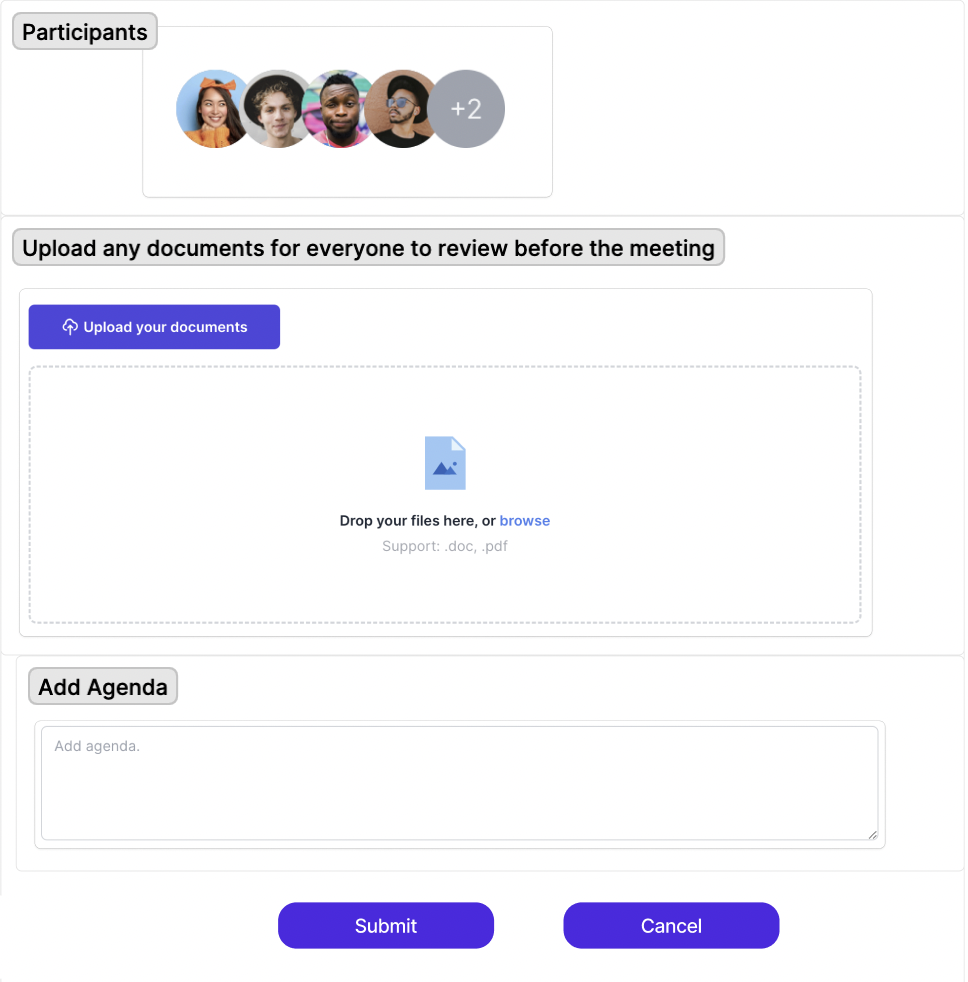 Participants
+2
Upload any documents for everyone to review before the meeting
Upload your documents
Drop your files here, or browse
Support: .doc, .pdf
Add Agenda
Add agenda.
Submit Cancel